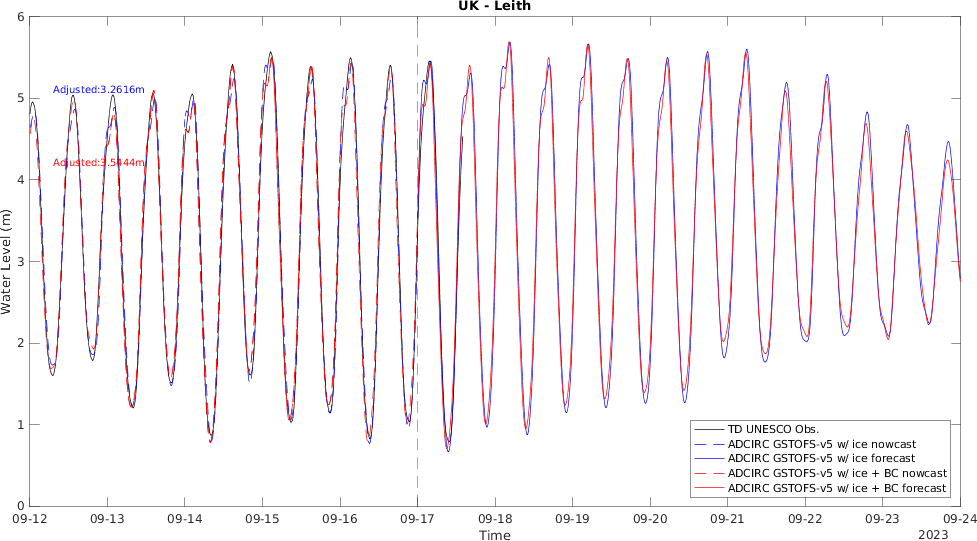 UK - Leith
6
5
4
3
2
1
0
Water Level (m)
Adjusted:3.2616m
Adjusted:3.5444m
TD UNESCO Obs.
ADCIRC GSTOFS-v5 w/ ice nowcast
ADCIRC GSTOFS-v5 w/ ice forecast
ADCIRC GSTOFS-v5 w/ ice + BC nowcast
ADCIRC GSTOFS-v5 w/ ice + BC forecast
09-12 09-13 09-14 09-15 09-16 09-17 09-18 09-19 09-20 09-21 09-22 09-23 09-24
Time
2023